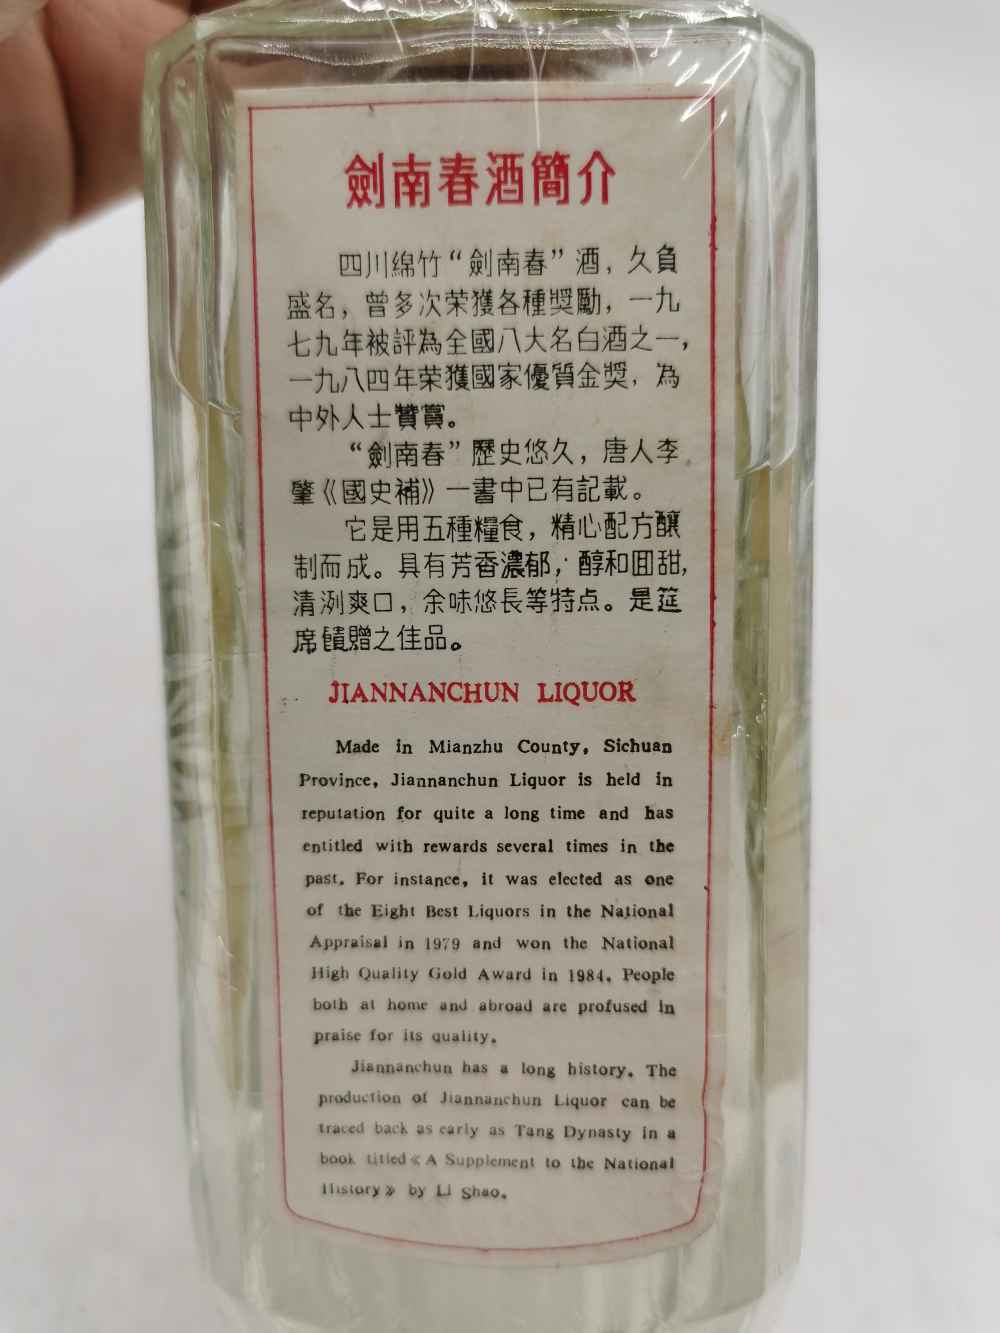 劍南春酒簡介
四川綿竹“劍南春”酒，久負
盛名，曾多次荣獲各種獎勵，一九
七九年被評為全國八大名白酒之一，
一九八四年荣獲國家優質金獎，為
中外人士贊賞。
“劍南春”歷史悠久，唐人李
肇《國史補》一書中已有記載。
它是用五種糧食，精心配方釀
制而成。具有芳香濃郁，醇和回甜，
清洌爽口，余味悠長等特点。是筵
席饋贈之佳品。
JIANNANCHUN LIQUOR
Made in Mianzhu County, Sichuan
Province, Jiannanchun Liquor is held in
reputation for quite a long time and has
entitled with rewards several times in the
past. For instance, it was elected as one
of the Eight Best Liquors in the National
Appraisal in 1979 and won the National
High Quality Gold Award in 1984. People
both at home and abroad are profused in
praise for its quality.
Jiannanchun has a long history. The
production of Jiannanchun Liquor can be
traced back as early as Tang Dynasty in a
book titled《A Supplement to the National
History》by Li Shao.